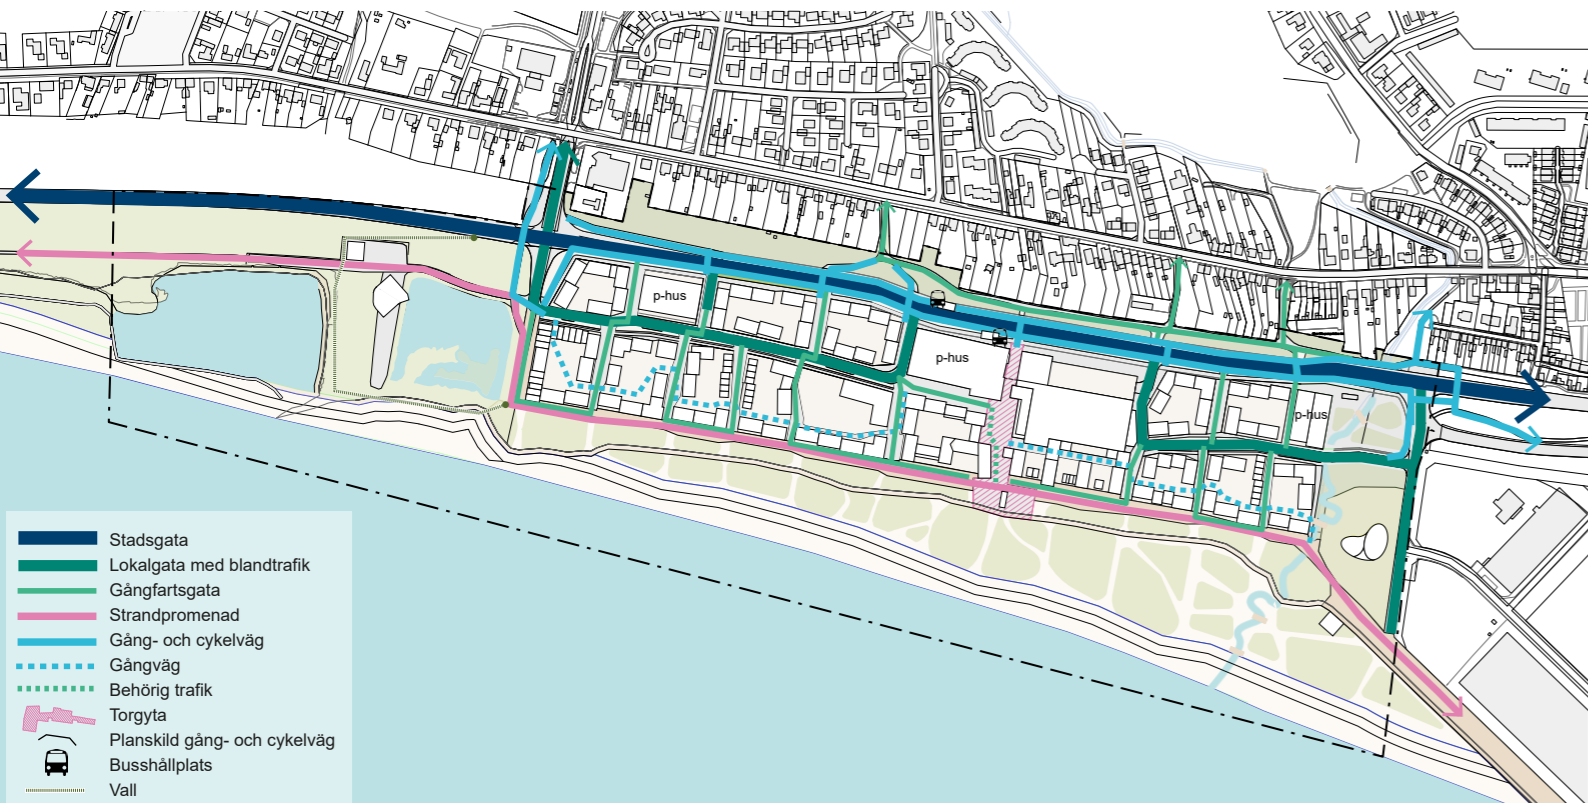 p-hus
p-hus
p-hus
Stadsgata
Lokalgata med blandtrafik
Gångfartsgata
Strandpromenad
Gång- och cykelväg
Gångväg
Behörig trafik
Torgyta
Planskild gång- och cykelväg
Busshållplats
Vall